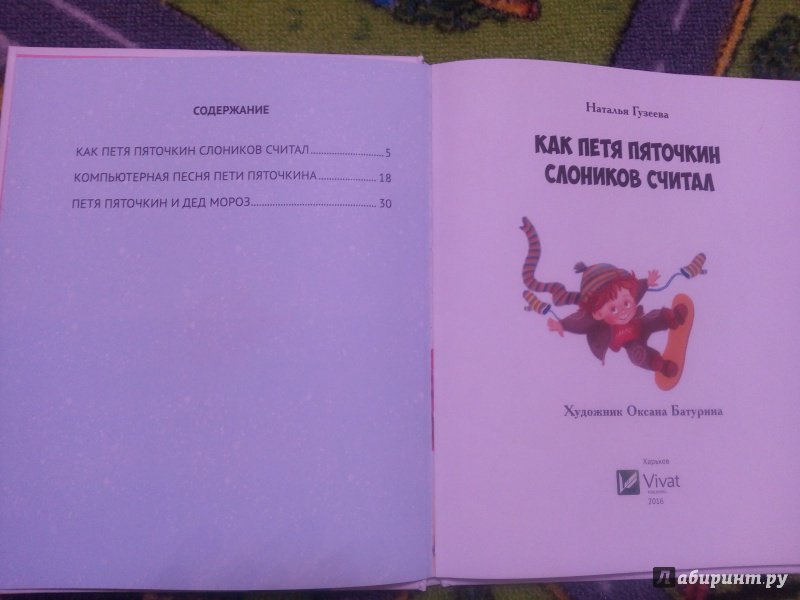 СОДЕРЖАНИЕ
КАК ПЕТЯ ПЯТОЧКИН СЛОНИКОВ СЧИТАЛ............................5
КОМПЬЮТЕРНАЯ ПЕСНЯ ПЕТИ ПЯТОЧКИНА......................18
ПЕТЯ ПЯТОЧКИН И ДЕД МОРОЗ................................................30
Наталья Гузеева
КАК ПЕТЯ ПЯТОЧКИН
СЛОНИКОВ СЧИТАЛ
Художник Оксана Батурина
Харьков
Vivat
2016
Лабиринт.ру